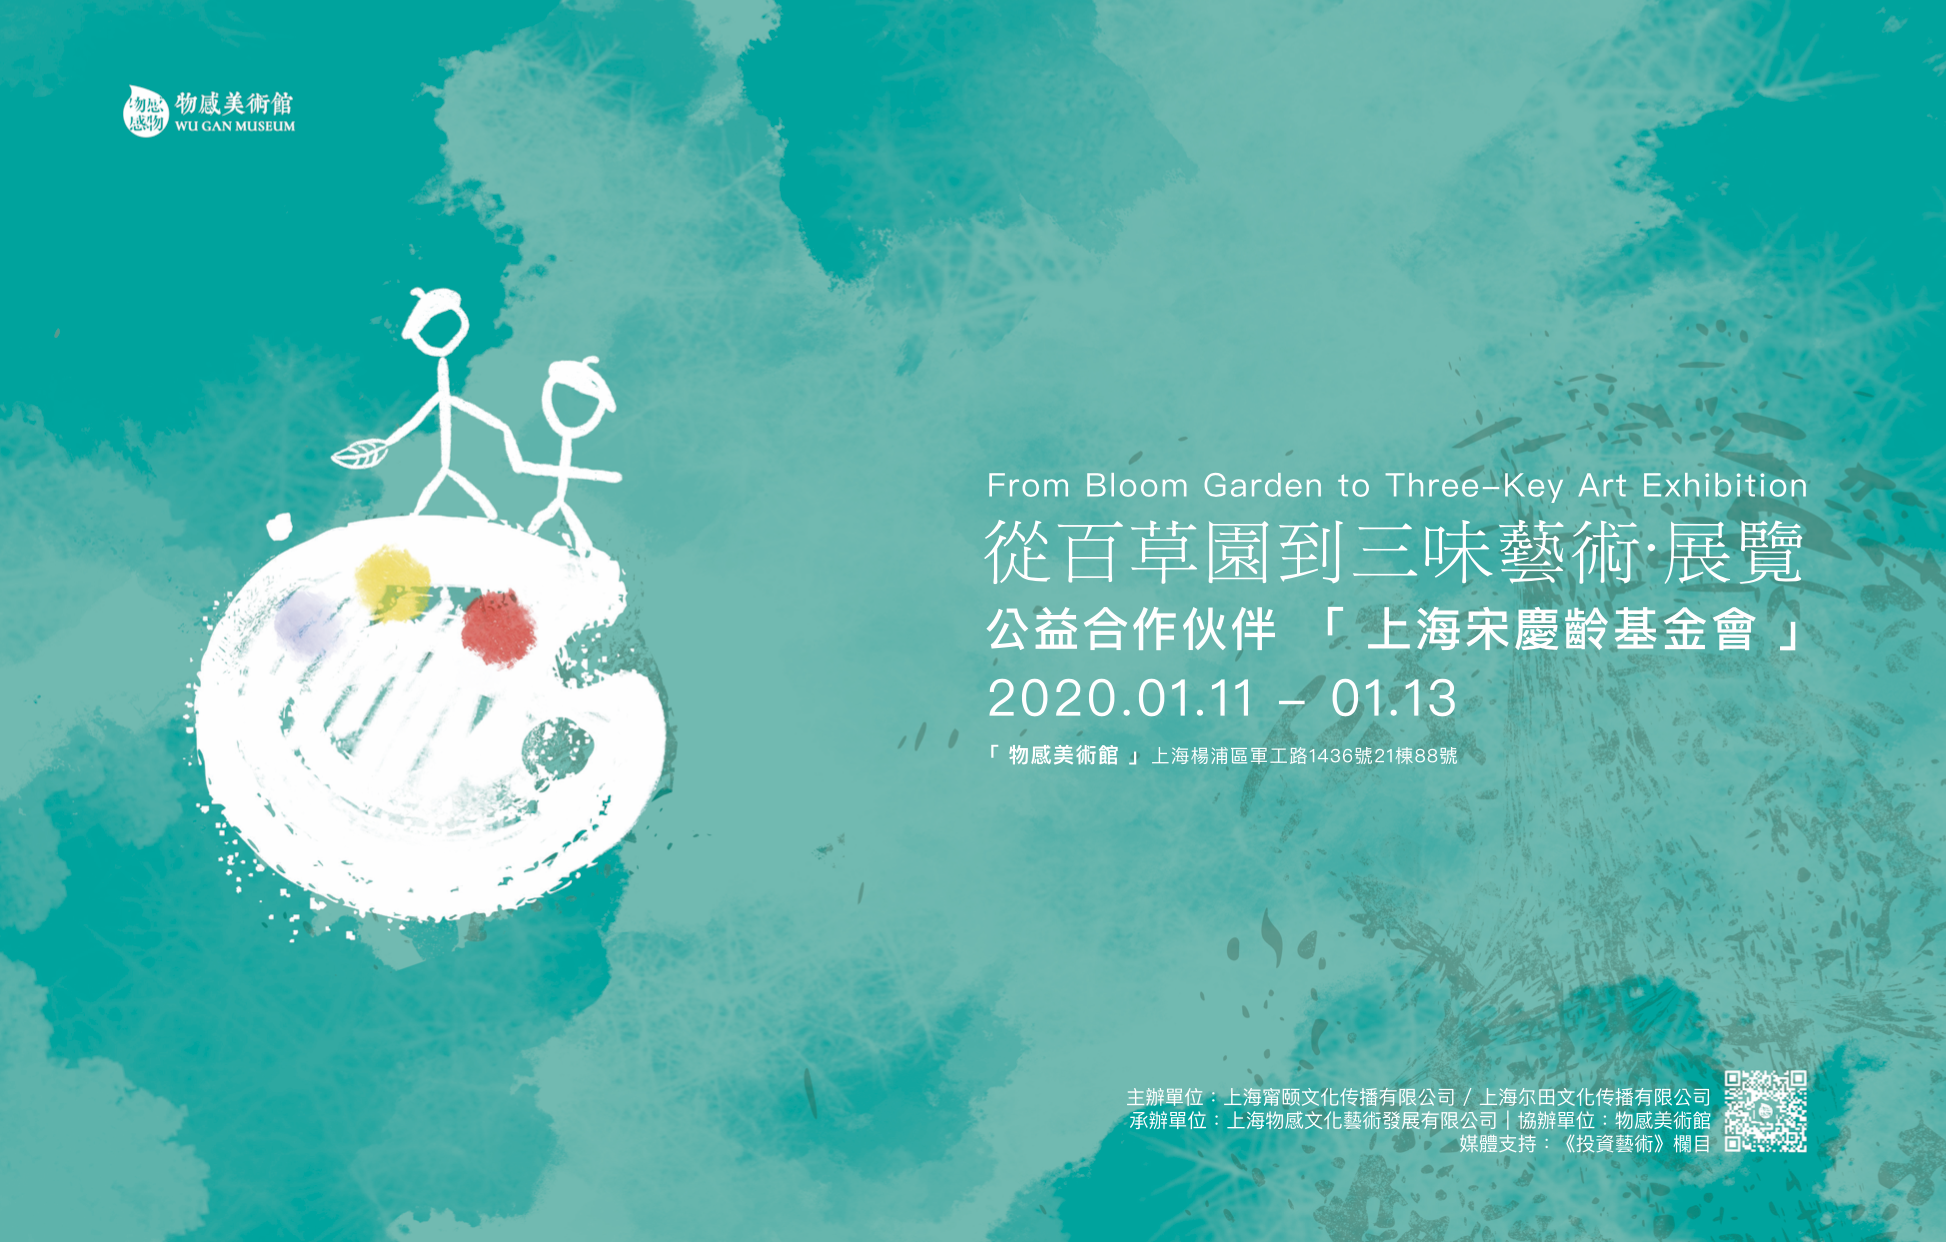 物感
感物
物感美術館
WU GAN MUSEUM
From Bloom Garden to Three-Key Art Exhibition
從百草園到三味藝術·展覽
公益合作伙伴 「 上海宋慶齡基金會 」
2020.01.11 - 01.13
「 物感美術館 」上海楊浦區軍工路1436號21棟88號
主辦單位：上海甯颐文化传播有限公司 / 上海尔田文化传播有限公司
承辦單位：上海物感文化藝術發展有限公司｜協辦單位：物感美術館
媒體支持：《投資藝術》欄目